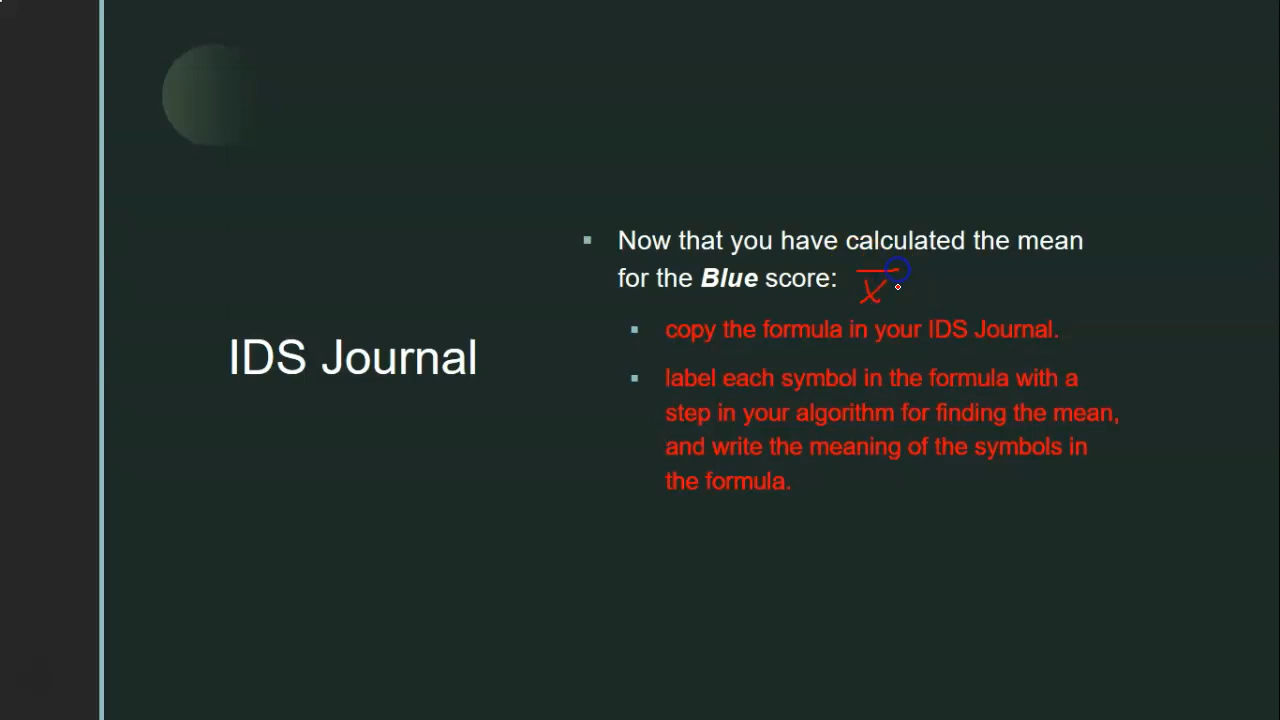 IDS Journal
Now that you have calculated the mean
for the Blue score: x̅
copy the formula in your IDS Journal.
label each symbol in the formula with a
step in your algorithm for finding the mean,
and write the meaning of the symbols in
the formula.